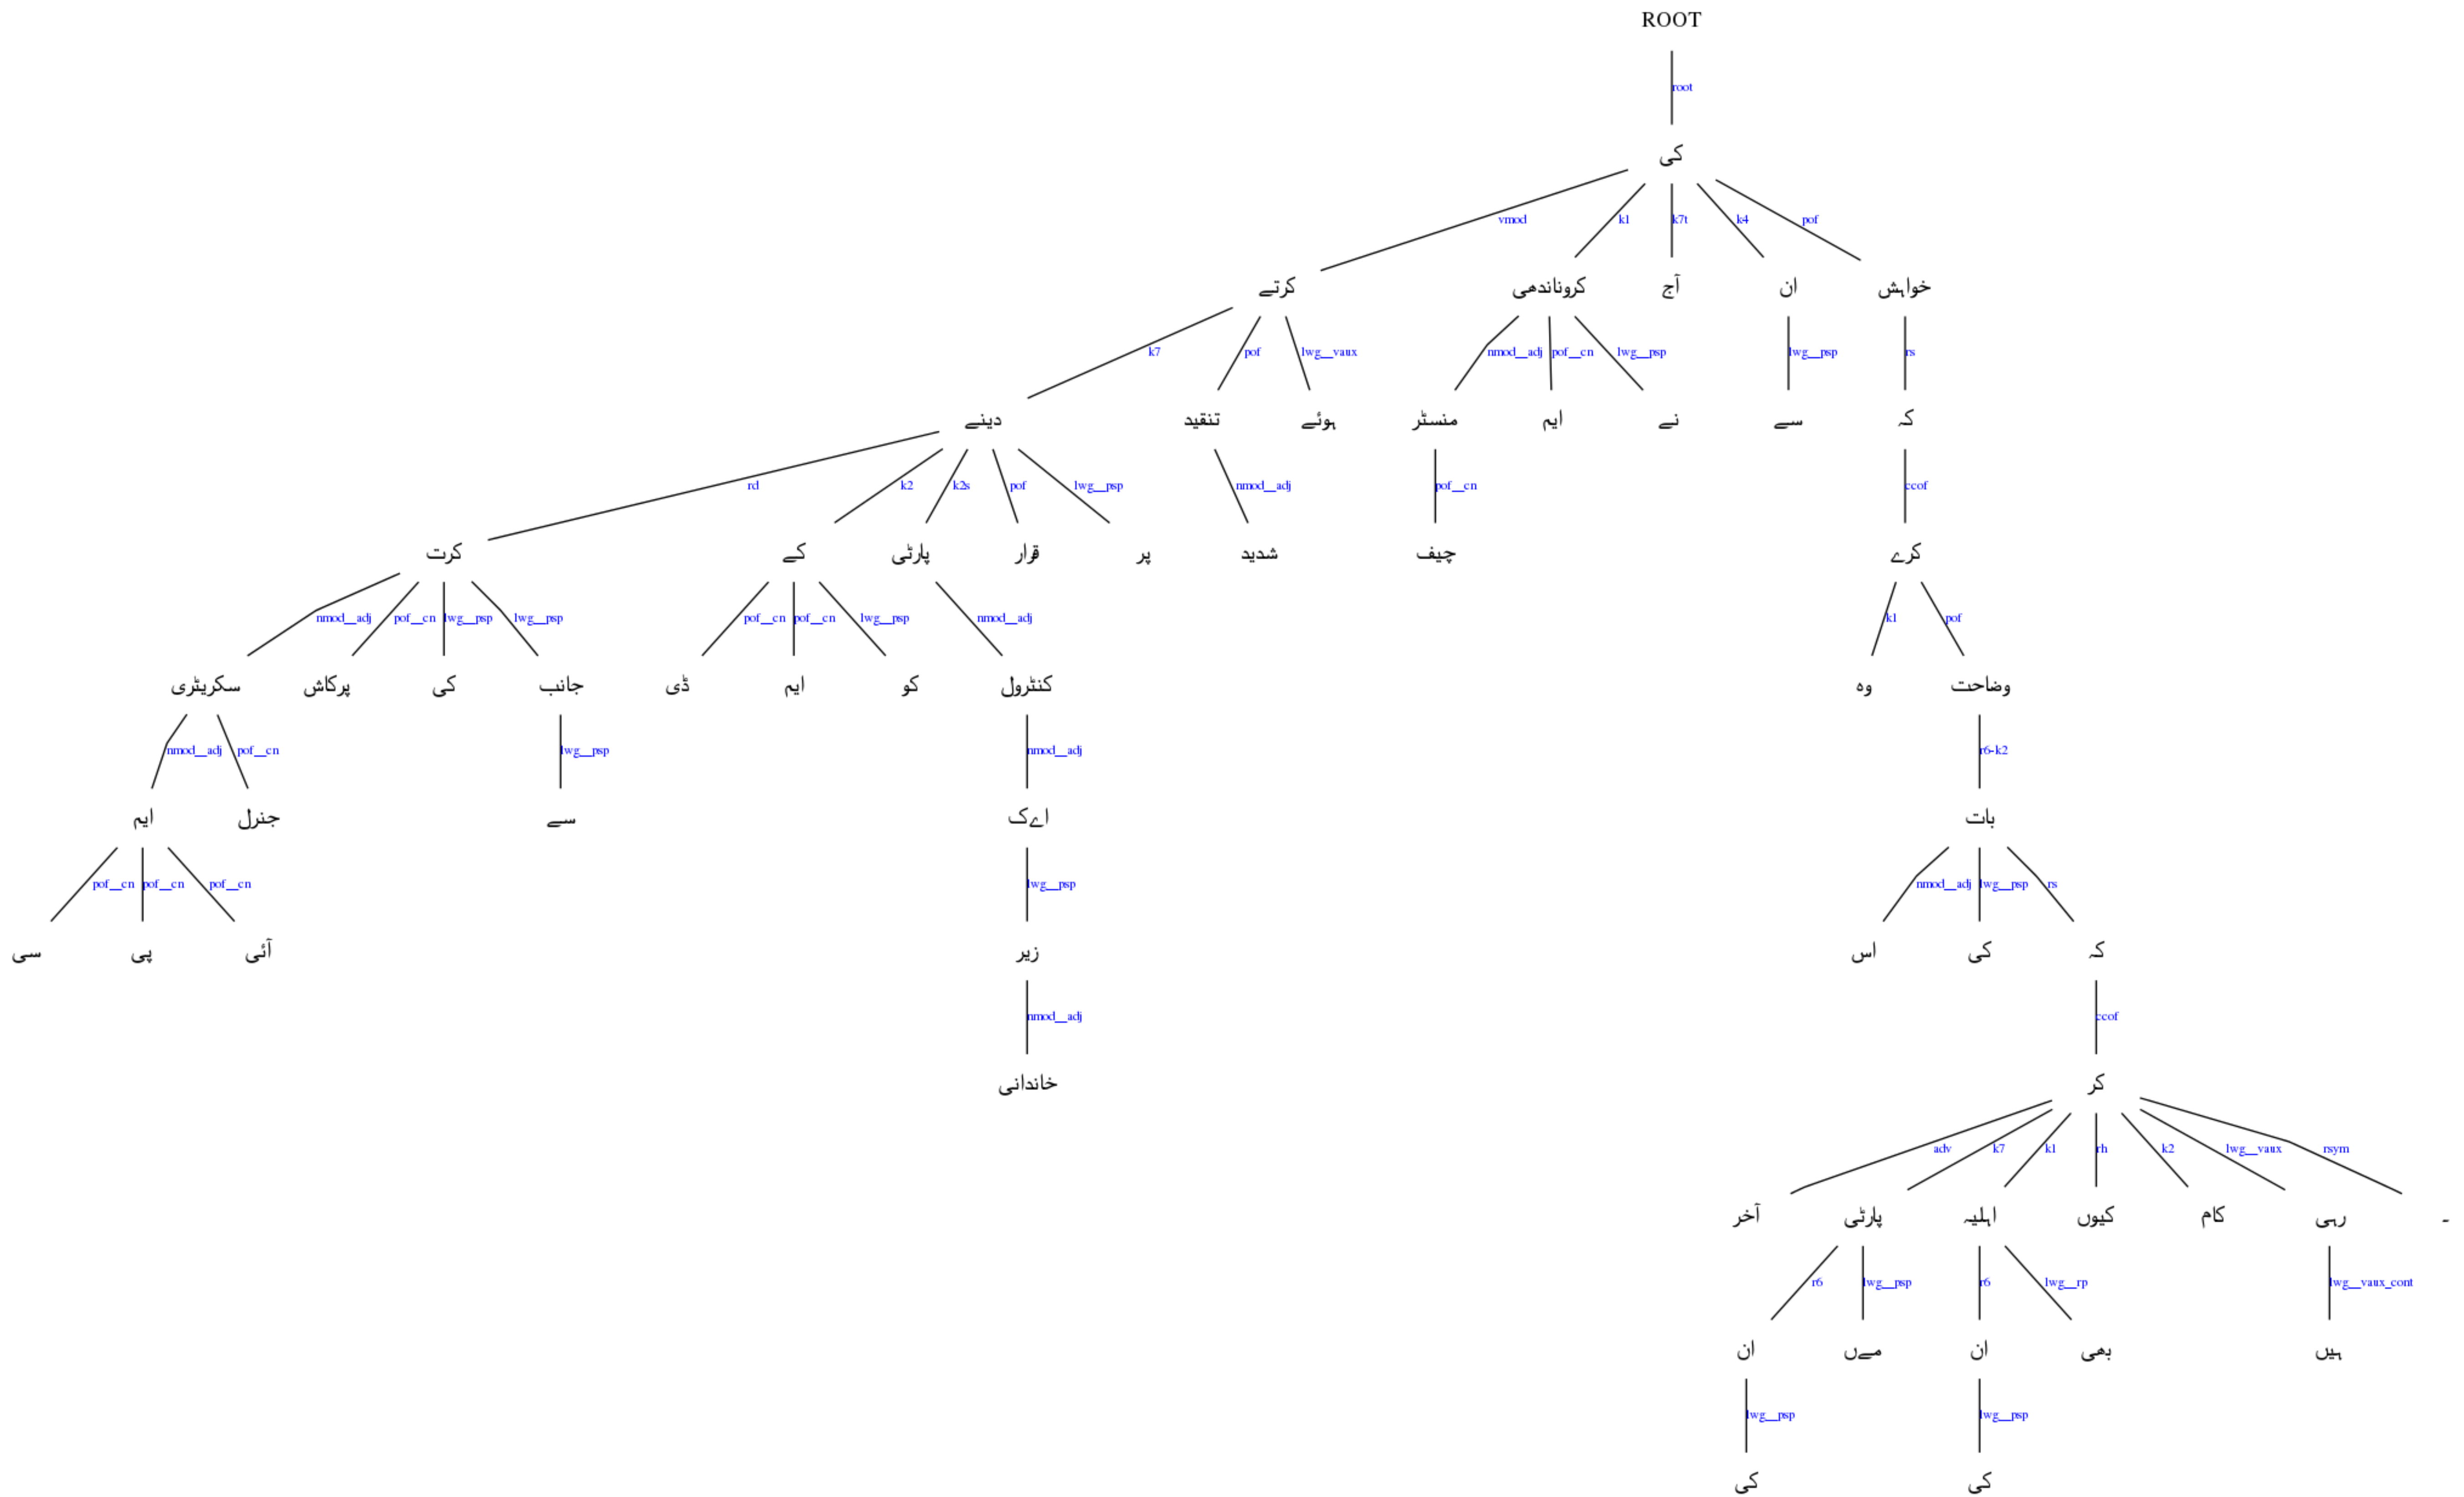 ROOT
root
کی
vmod k1 k7t k4 pof
کرتے کروناندھی آج ان خواہش
k7 pof lwg__vaux nmod__adj pof__cn lwg__psp lwg__psp rs
دینے تنقید ہوئے منسٹر ایم نے سے کہ
rd k2 k2s pof lwg__psp nmod__adj pof__cn ccof
کرت کے پارٹی قرار پر شدید چیف کرے
nmod__adj pof__cn lwg__psp lwg__psp pof__cn pof__cn lwg__psp nmod__adj k1 pof
سکریٹری پرکاش کی جانب ڈی ایم کو کنٹرول وہ وضاحت
nmod__adj pof__cn lwg__psp nmod__adj r6-k2
ایم جنرل سے اےک بات
pof__cn pof__cn pof__cn lwg__psp nmod__adj lwg__psp rs
سی پی آئی زیر اس کی کہ
nmod__adj ccof
خاندانی کر
adv k7 k1 rh k2 lwg__vaux rsym
آخر پارٹی اہلیہ کیوں کام رہی ۔
r6 lwg__psp r6 lwg__rp lwg__vaux_cont
ان مےں ان بھی ہیں
lwg__psp lwg__psp
کی کی